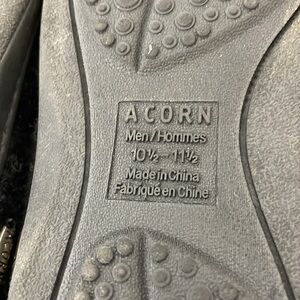 ACORN
Men/Hommes
10½-11½
Made in China
Fabriqué en Chine